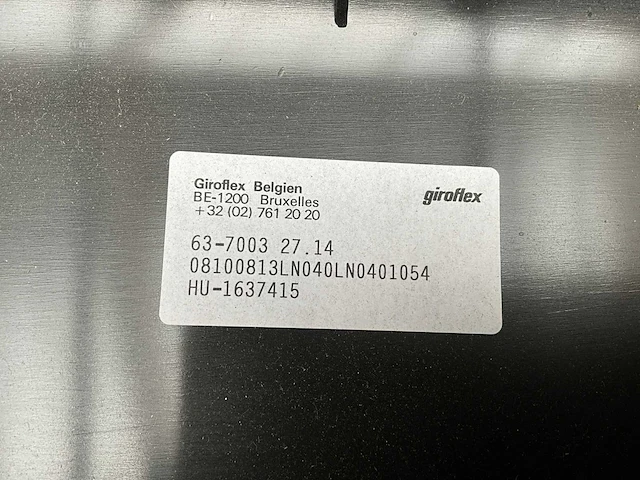 Giroflex Belgien
BE-1200 Bruxelles
+32 (02) 761 20 20
giroflex
63-7003 27.14
08100813LN040LN0401054
HU-1637415